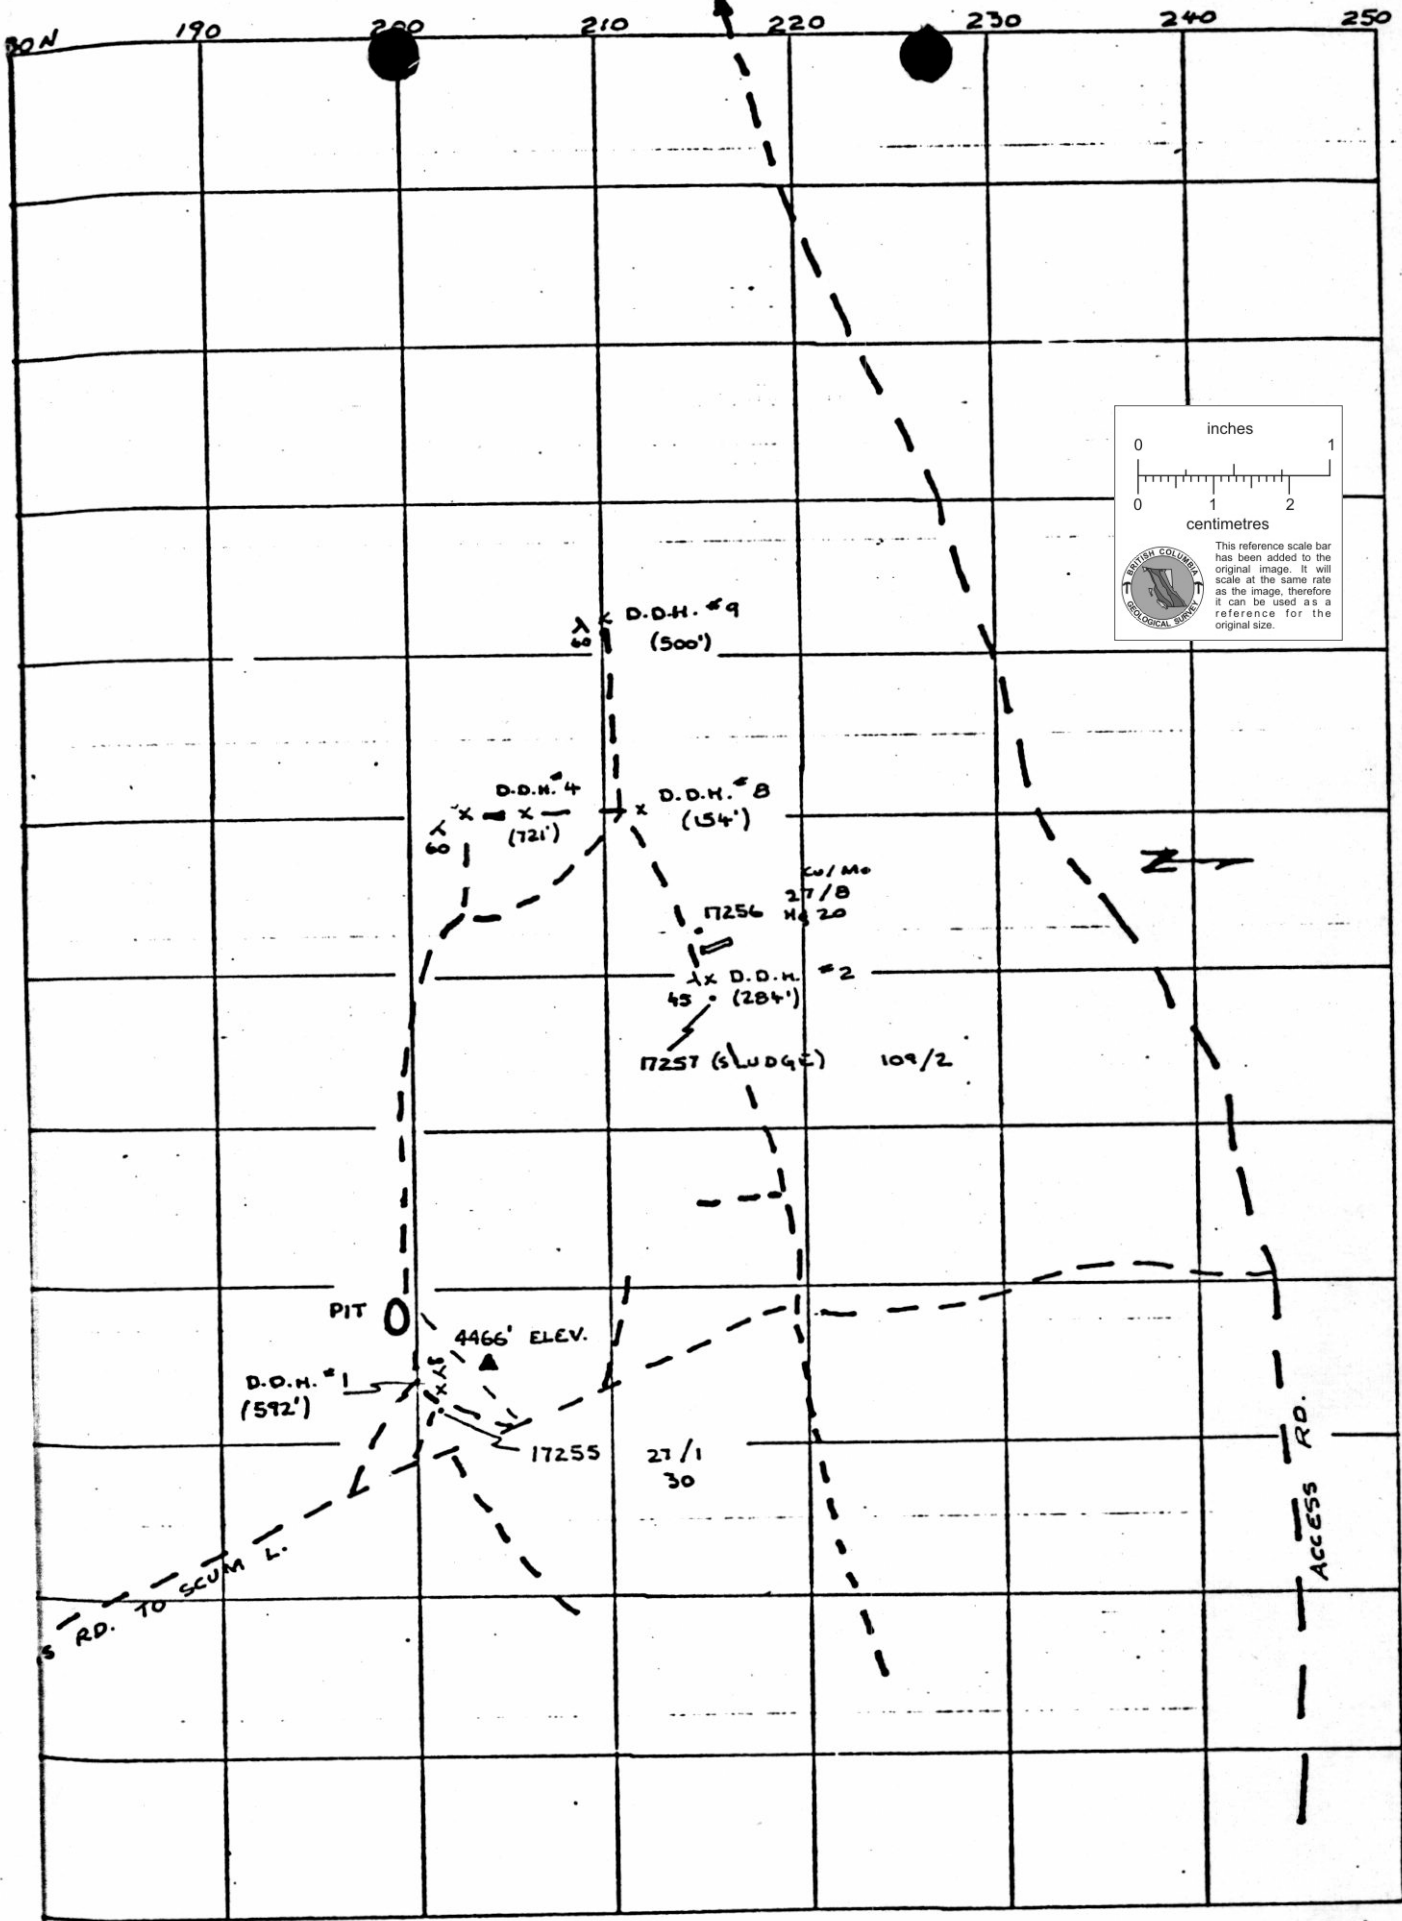 190 200 210 220 230 240 250
inches
0 1
0 1 2
centimetres
BRITISH COLUMBIA
GEOLOGICAL SURVEY
This reference scale bar
has been added to the
original image. It will
scale at the same rate
as the image, therefore
it can be used as a
reference for the
original size.
D.D.H. #9
60 (500')
D.D.H. #4
(721')
60
D.D.H. #8
(154')
Cu/Mo
27/8
Hg 20
17256
N
D.D.H. #2
45 (284')
17257 (SLUDGE) 109/2
PIT
4466' ELEV.
D.D.H. #1
(592')
17255 27/1
30
ACCESS RD.
RD. TO SCUM L.